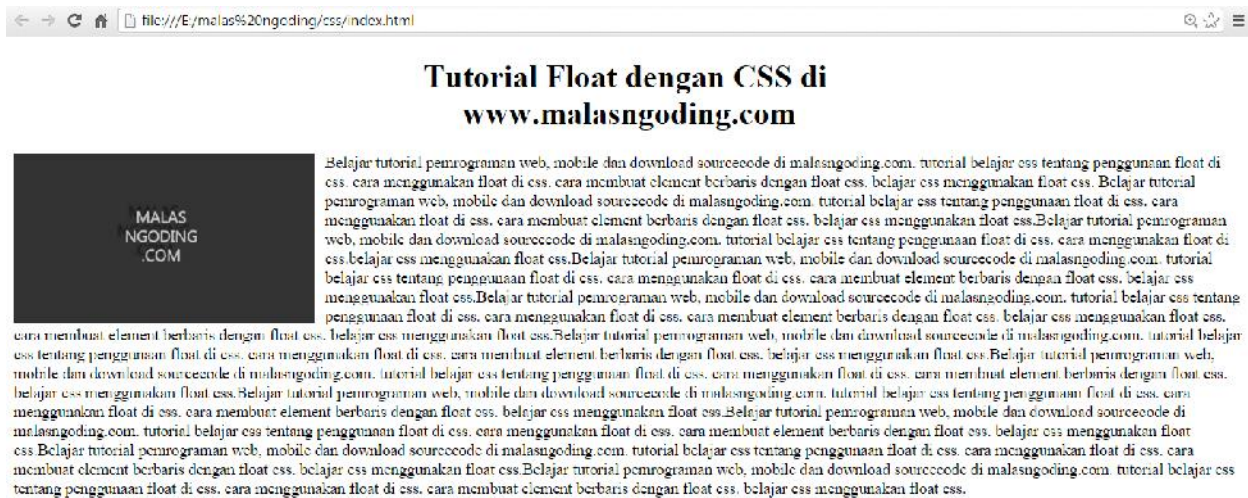 file:///E:/malas%20ngoding/css/index.html
Tutorial Float dengan CSS di
www.malasngoding.com
MALAS
NGODING
.COM
Belajar tutorial pemrograman web, mobile dan download sourcecode di malasngoding.com. tutorial belajar css tentang penggunaan float di
css. cara menggunakan float di css. cara membuat element berbaris dengan float css. belajar css menggunakan float css. Belajar tutorial
pemrograman web, mobile dan download sourcecode di malasngoding.com. tutorial belajar css tentang penggunaan float di css. cara
menggunakan float di css. cara membuat element berbaris dengan float css. belajar css menggunakan float css.Belajar tutorial pemrograman
web, mobile dan download sourcecode di malasngoding.com. tutorial belajar css tentang penggunaan float di css. cara menggunakan float di
css.belajar css menggunakan float css.Belajar tutorial pemrograman web, mobile dan download sourcecode di malasngoding.com. tutorial
belajar css tentang penggunaan float di css. cara menggunakan float di css. cara membuat element berbaris dengan float css. belajar css
menggunakan float css.Belajar tutorial pemrograman web, mobile dan download sourcecode di malasngoding.com. tutorial belajar css tentang
penggunaan float di css. cara menggunakan float di css. cara membuat element berbaris dengan float css. belajar css menggunakan float css.
cara membuat element berbaris dengan float css. belajar css menggunakan float css.Belajar tutorial pemrograman web, mobile dan download sourcecode di malasngoding.com. tutorial belajar
css tentang penggunaan float di css. cara menggunakan float di css. cara membuat element berbaris dengan float css. belajar css menggunakan float css.Belajar tutorial pemrograman web,
mobile dan download sourcecode di malasngoding.com. tutorial belajar css tentang penggunaan float di css. cara menggunakan float di css. cara membuat element berbaris dengan float css.
belajar css menggunakan float css.Belajar tutorial pemrograman web, mobile dan download sourcecode di malasngoding.com. tutorial belajar css tentang penggunaan float di css. cara
menggunakan float di css. cara membuat element berbaris dengan float css. belajar css menggunakan float css.Belajar tutorial pemrograman web, mobile dan download sourcecode di
malasngoding.com. tutorial belajar css tentang penggunaan float di css. cara menggunakan float di css. cara membuat element berbaris dengan float css. belajar css menggunakan float
css.Belajar tutorial pemrograman web, mobile dan download sourcecode di malasngoding.com. tutorial belajar css tentang penggunaan float di css. cara menggunakan float di css. cara
membuat element berbaris dengan float css. belajar css menggunakan float css.Belajar tutorial pemrograman web, mobile dan download sourcecode di malasngoding.com. tutorial belajar css
tentang penggunaan float di css. cara menggunakan float di css. cara membuat element berbaris dengan float css. belajar css menggunakan float css.